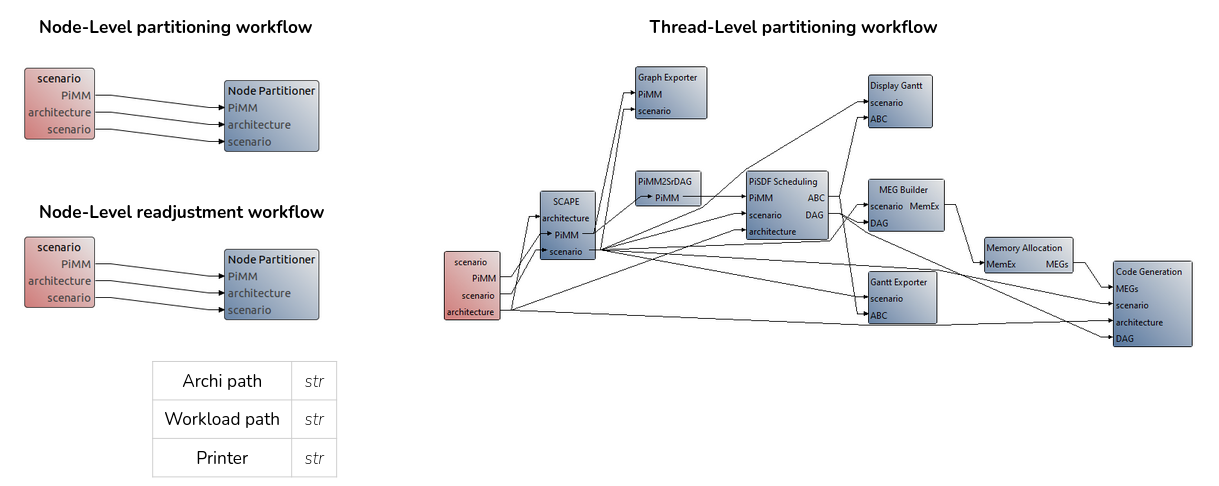 Node-Level partitioning workflow
scenario
PiMM
architecture
scenario
Node Partitioner
PiMM
architecture
scenario
Node-Level readjustment workflow
scenario
PiMM
architecture
scenario
Node Partitioner
PiMM
architecture
scenario
Archi path str
Workload path str
Printer str
Thread-Level partitioning workflow
scenario
PiMM
scenario
architecture
SCAPE
architecture
PiMM
scenario
Graph Exporter
PiMM
scenario
PiMM2SrDAG
PiMM
PiSDF Scheduling
PiMM ABC
scenario DAG
architecture
Display Gantt
scenario
ABC
MEG Builder
scenario MemEx
DAG
Gantt Exporter
scenario
ABC
Memory Allocation
MemEx MEGs
Code Generation
MEGs
scenario
architecture
DAG